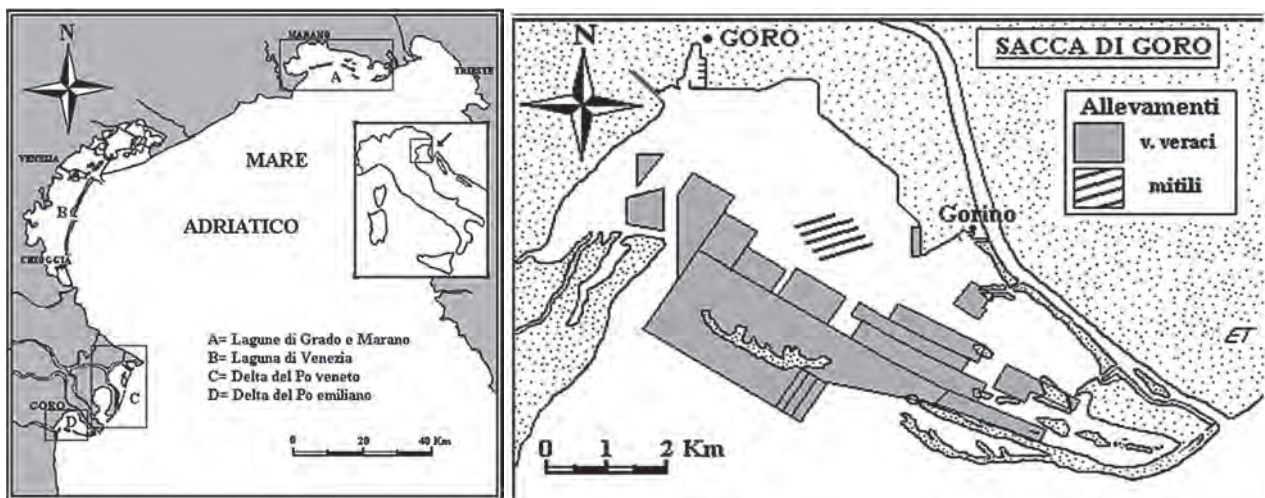 N
MARANO
A
TRIESTE
VENEZIA
MARE
ADRIATICO
B
CHIOGGIA
A= Lagune di Grado e Marano
B= Laguna di Venezia
C= Delta del Po veneto
D= Delta del Po emiliano
C
GORO
D
0 20 40 Km
N
GORO
SACCA DI GORO
Allevamenti
v. veraci
mitili
Gorino
ET
0 1 2 Km